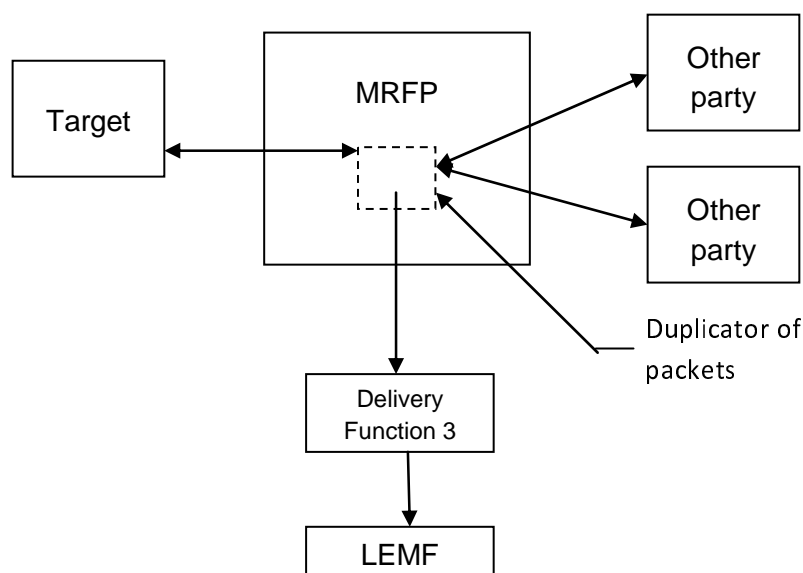 Target
MRFP
Other
party
Other
party
Duplicator of
packets
Delivery
Function 3
LEMF